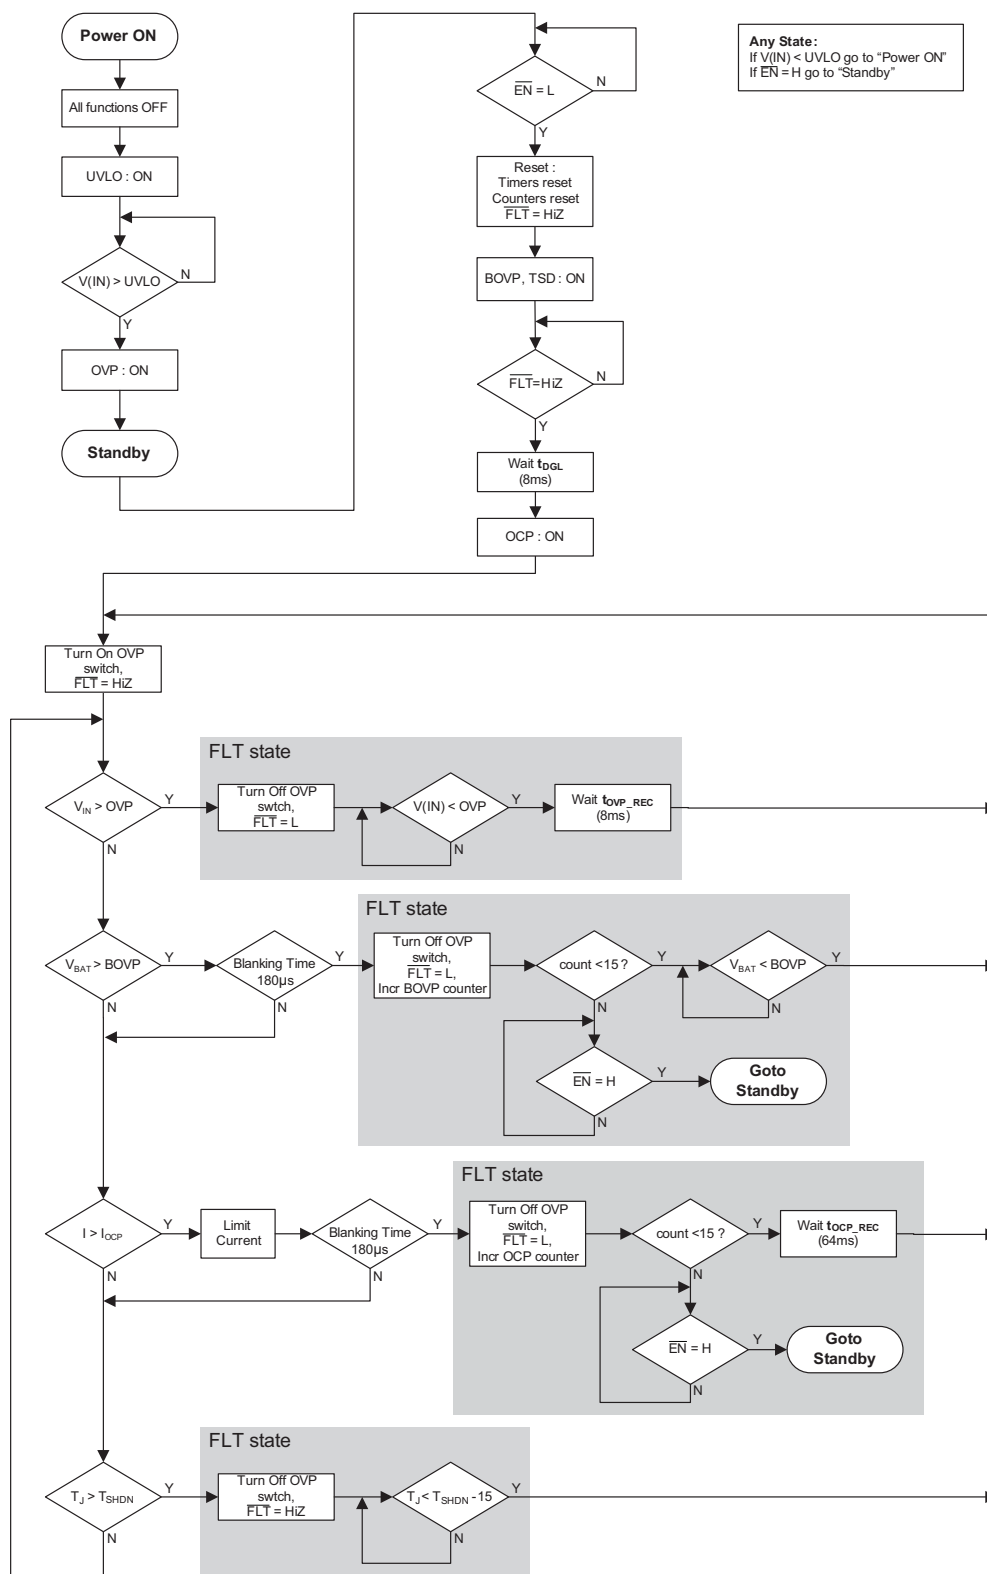 Power ON
All functions OFF
UVLO : ON
V(IN) > UVLO
N
Y
OVP : ON
Standby
EN = L
N
Y
Reset :
Timers reset
Counters reset
FLT = HiZ
BOVP, TSD : ON
FLT=HiZ
N
Y
Wait tDGL
(8ms)
OCP : ON
Any State:
If V(IN) < UVLO go to “Power ON”
If EN = H go to “Standby”
Turn On OVP
switch,
FLT = HiZ
VIN > OVP
Y
N
FLT state
Turn Off OVP
swtch,
FLT = L
V(IN) < OVP
Y
N
Wait tOVP_REC
(8ms)
VBAT > BOVP
Y
N
Blanking Time
180µs
Y
N
FLT state
Turn Off OVP
switch,
FLT = L,
Incr BOVP counter
count <15 ?
Y
N
VBAT < BOVP
Y
N
EN = H
Y
N
Goto
Standby
I > IOCP
Y
N
Limit
Current
Blanking Time
180µs
Y
N
FLT state
Turn Off OVP
switch,
FLT = L,
Incr OCP counter
count <15 ?
Y
N
Wait tOCP_REC
(64ms)
EN = H
Y
N
Goto
Standby
TJ > TSHDN
Y
N
FLT state
Turn Off OVP
swtch,
FLT = HiZ
TJ < TSHDN - 15
Y
N